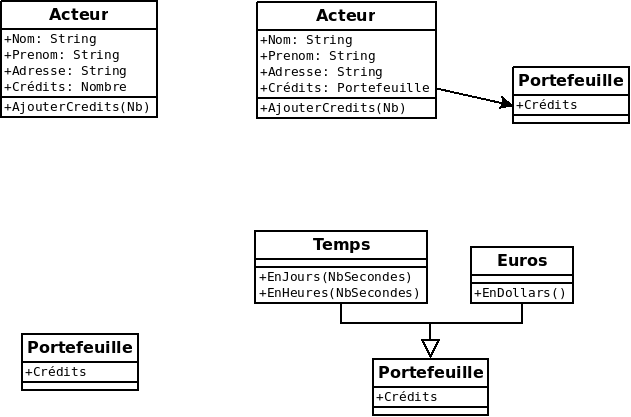 Acteur
+Nom: String
+Prenom: String
+Adresse: String
+Crédits: Nombre
+AjouterCredits(Nb)
Acteur
+Nom: String
+Prenom: String
+Adresse: String
+Crédits: Portefeuille
+AjouterCredits(Nb)
Portefeuille
+Crédits
Temps
+EnJours(NbSecondes)
+EnHeures(NbSecondes)
Euros
+EnDollars()
Portefeuille
+Crédits
Portefeuille
+Crédits